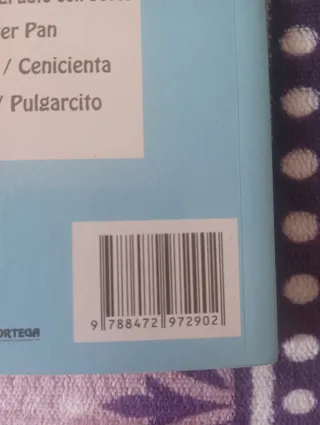 er Pan
/ Cenicienta
/ Pulgarcito
ORTEGA
9 788472 972902